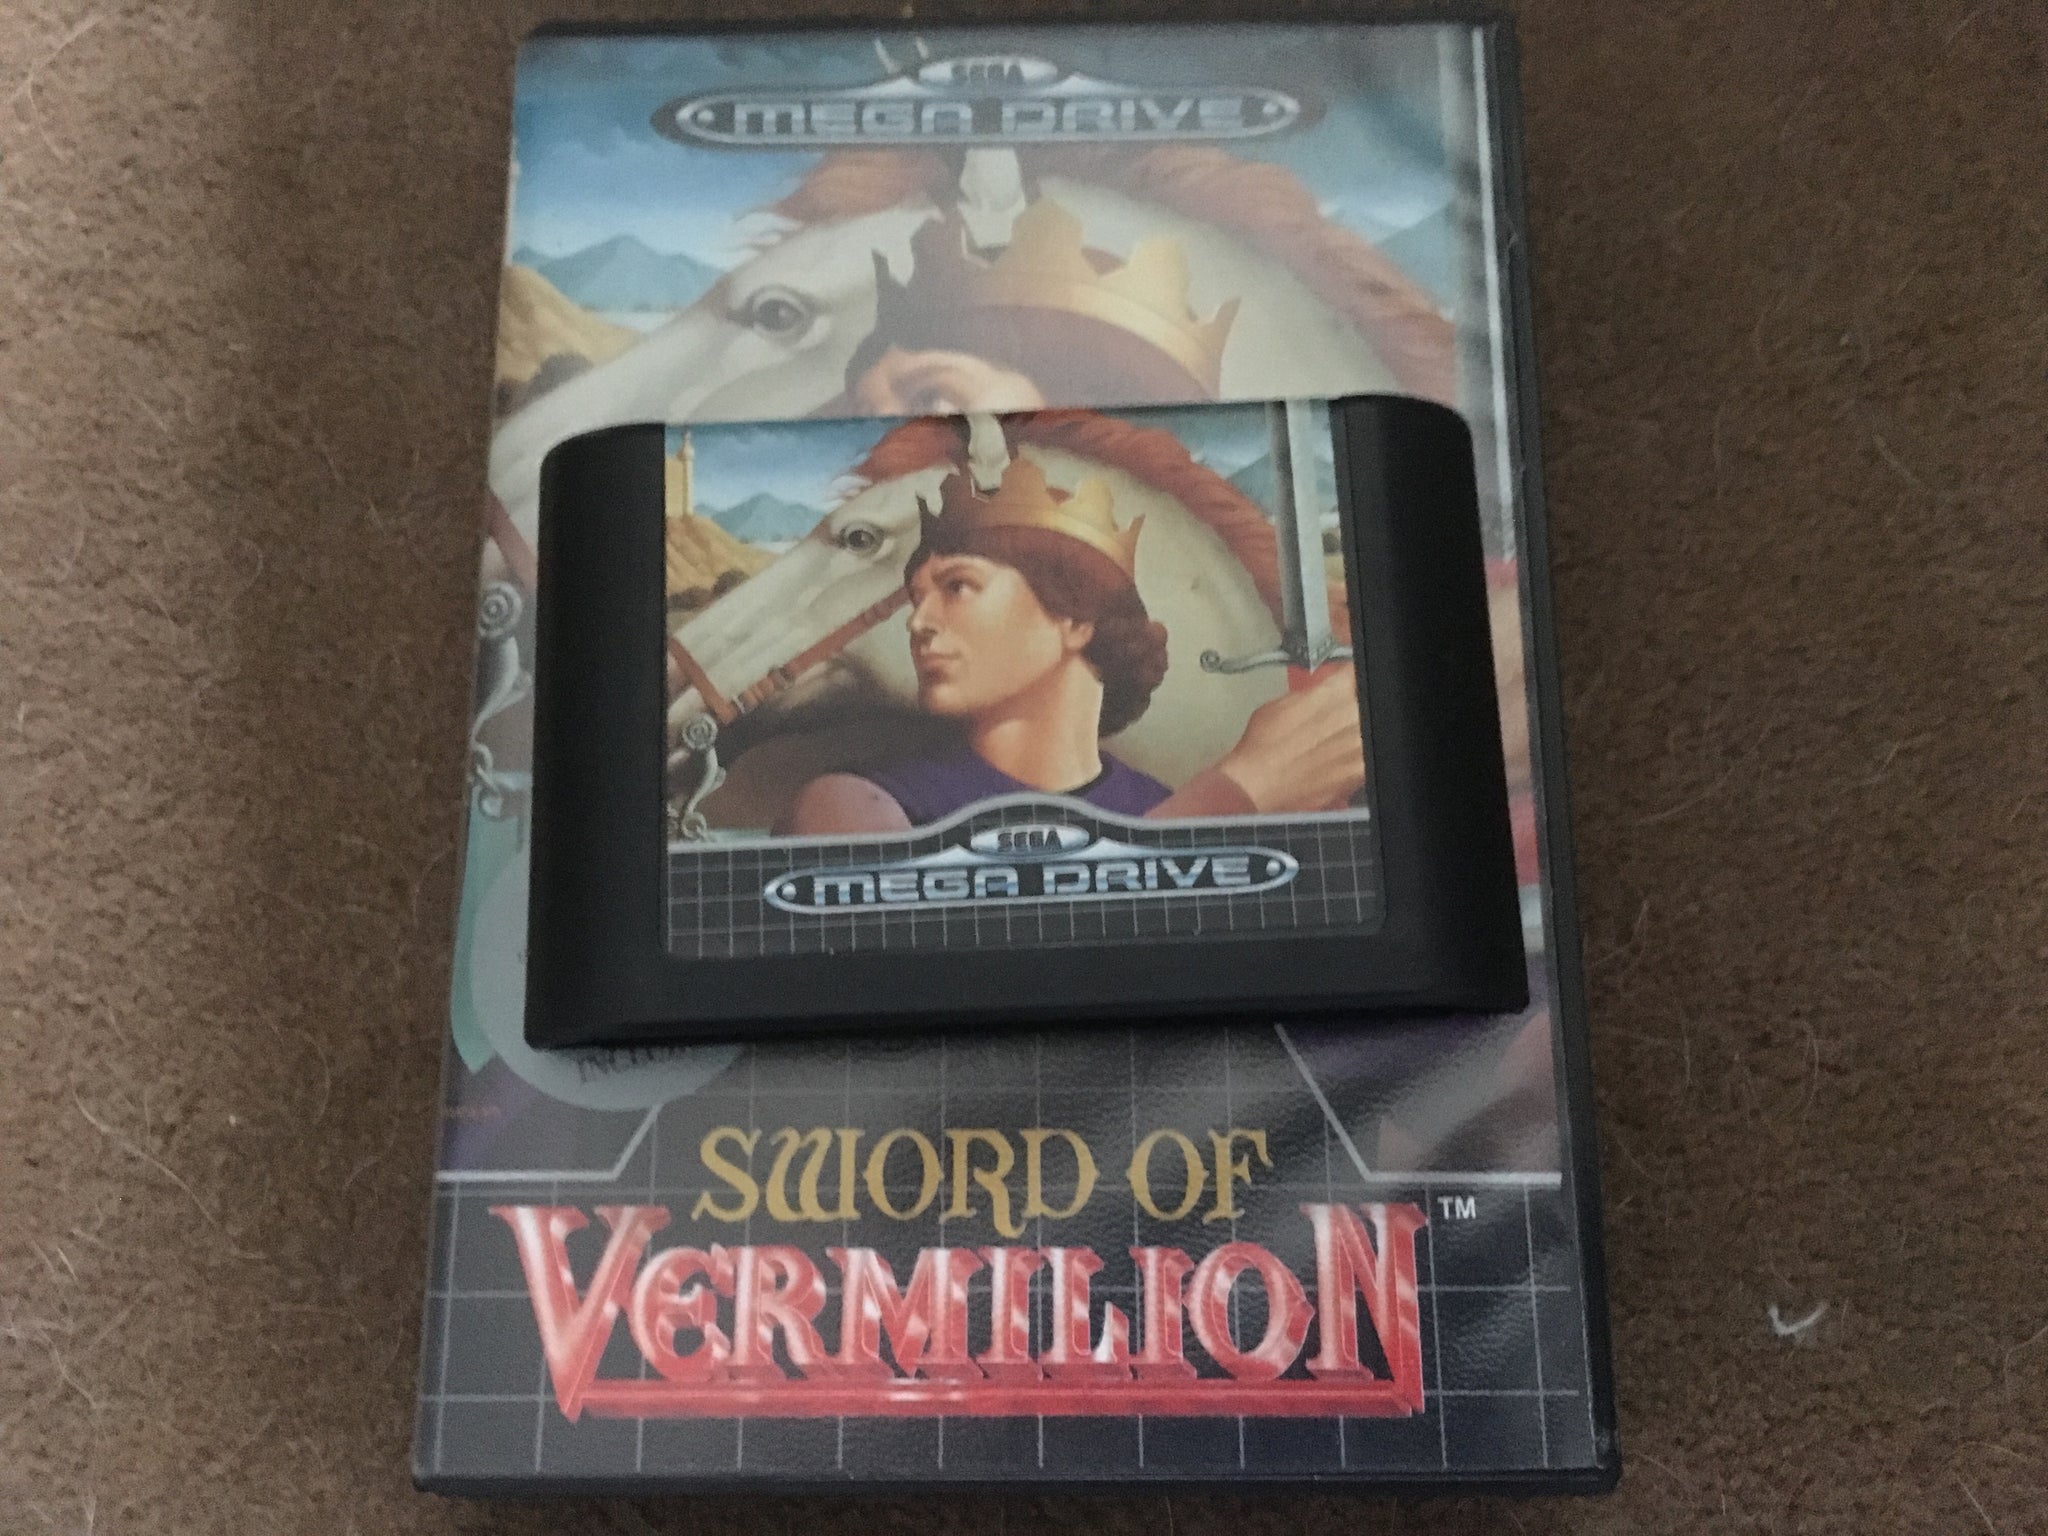 SEGA
MEGA DRIVE
SEGA
MEGA DRIVE
SWORD OF
VERMILION TM